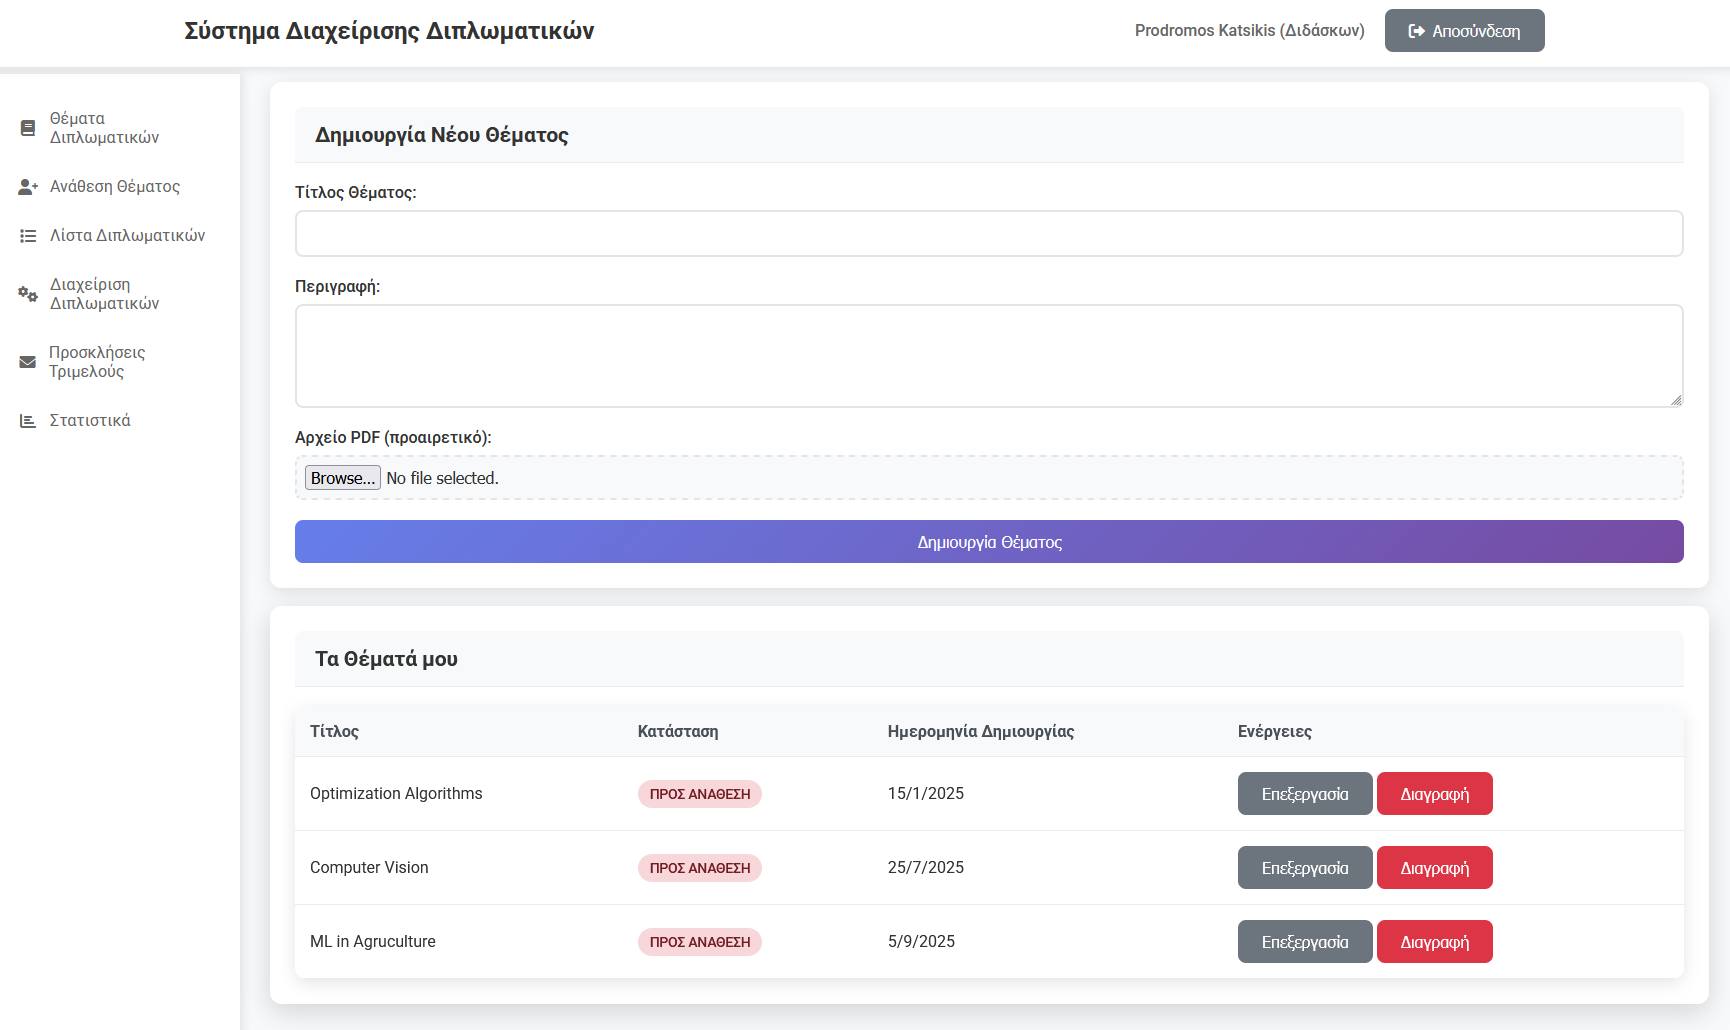 Σύστημα Διαχείρισης Διπλωματικών
Prodromos Katsikis (Διδάσκων)
Αποσύνδεση
Θέματα
Διπλωματικών
Ανάθεση Θέματος
Λίστα Διπλωματικών
Διαχείριση
Διπλωματικών
Προσκλήσεις
Τριμελούς
Στατιστικά
Δημιουργία Νέου Θέματος
Τίτλος Θέματος:
Περιγραφή:
Αρχείο PDF (προαιρετικό):
Browse... No file selected.
Δημιουργία Θέματος
Τα Θέματά μου
Τίτλος Κατάσταση Ημερομηνία Δημιουργίας Ενέργειες
Optimization Algorithms ΠΡΟΣ ΑΝΑΘΕΣΗ 15/1/2025 Επεξεργασία Διαγραφή
Computer Vision ΠΡΟΣ ΑΝΑΘΕΣΗ 25/7/2025 Επεξεργασία Διαγραφή
ML in Agruculture ΠΡΟΣ ΑΝΑΘΕΣΗ 5/9/2025 Επεξεργασία Διαγραφή